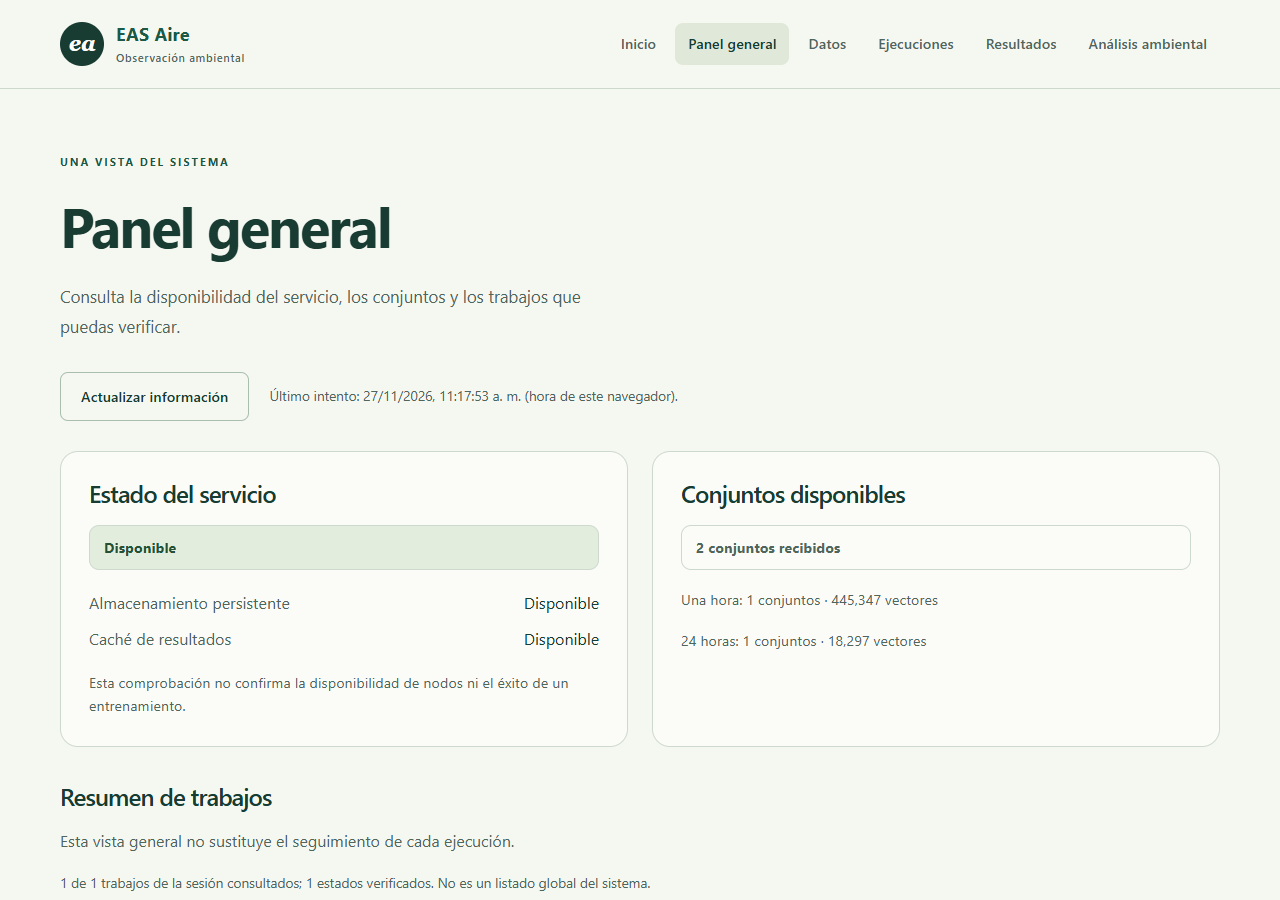 ea
EAS Aire
Observación ambiental
Inicio
Panel general
Datos
Ejecuciones
Resultados
Análisis ambiental
UNA VISTA DEL SISTEMA
Panel general
Consulta la disponibilidad del servicio, los conjuntos y los trabajos que
puedas verificar.
Actualizar información
Último intento: 27/11/2026, 11:17:53 a. m. (hora de este navegador).
Estado del servicio
Disponible
Almacenamiento persistente Disponible
Caché de resultados Disponible
Esta comprobación no confirma la disponibilidad de nodos ni el éxito de un
entrenamiento.
Conjuntos disponibles
2 conjuntos recibidos
Una hora: 1 conjuntos · 445,347 vectores
24 horas: 1 conjuntos · 18,297 vectores
Resumen de trabajos
Esta vista general no sustituye el seguimiento de cada ejecución.
1 de 1 trabajos de la sesión consultados; 1 estados verificados. No es un listado global del sistema.